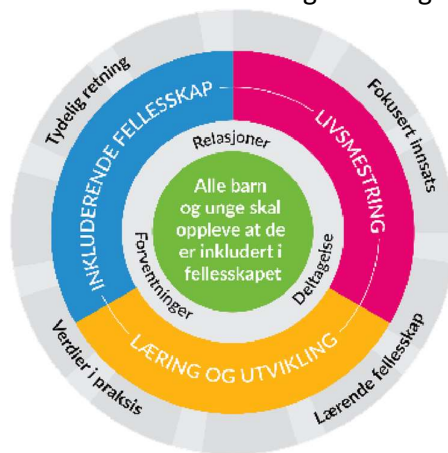 Tydelig retning
Fokusert innsats
INKLUDERENDE FELLESSKAP
LIVSMESTRING
Relasjoner
Alle barn
og unge skal
oppleve at de
er inkludert i
fellesskapet
Forventninger
Deltagelse
LÆRING OG UTVIKLING
Verdier i praksis
Lærende fellesskap